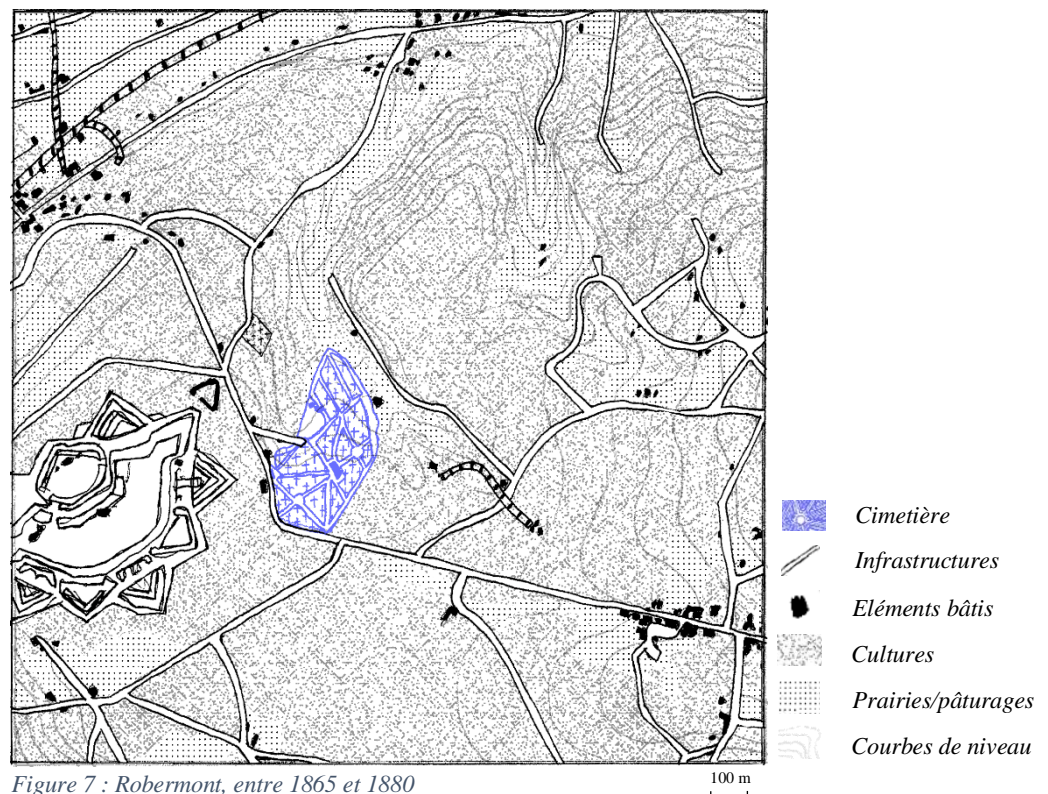 Cimetière
Infrastructures
Eléments bâtis
Cultures
Prairies/pâturages
Courbes de niveau
Figure 7 : Robermont, entre 1865 et 1880
100 m